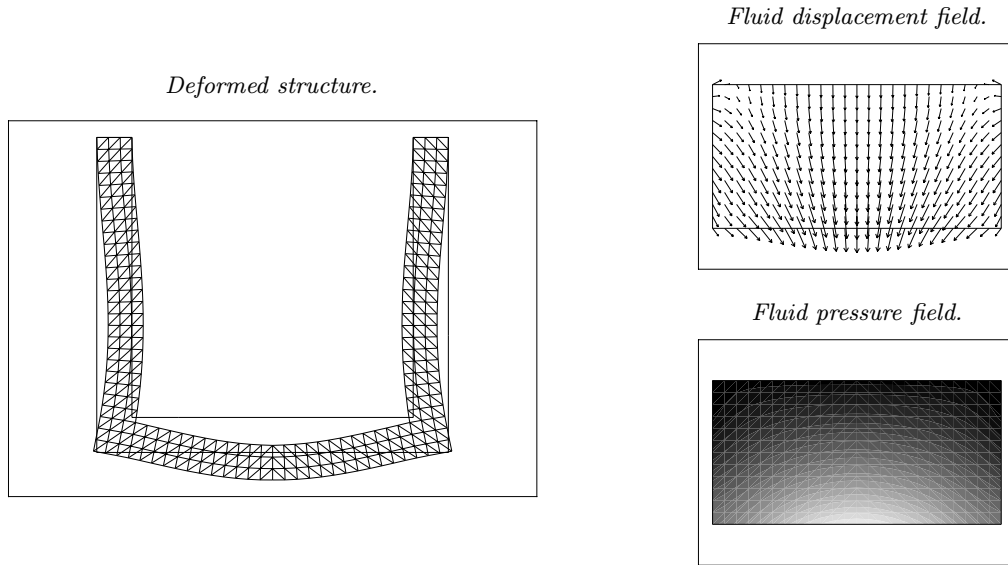 Fluid displacement field.
Deformed structure.
Fluid pressure field.